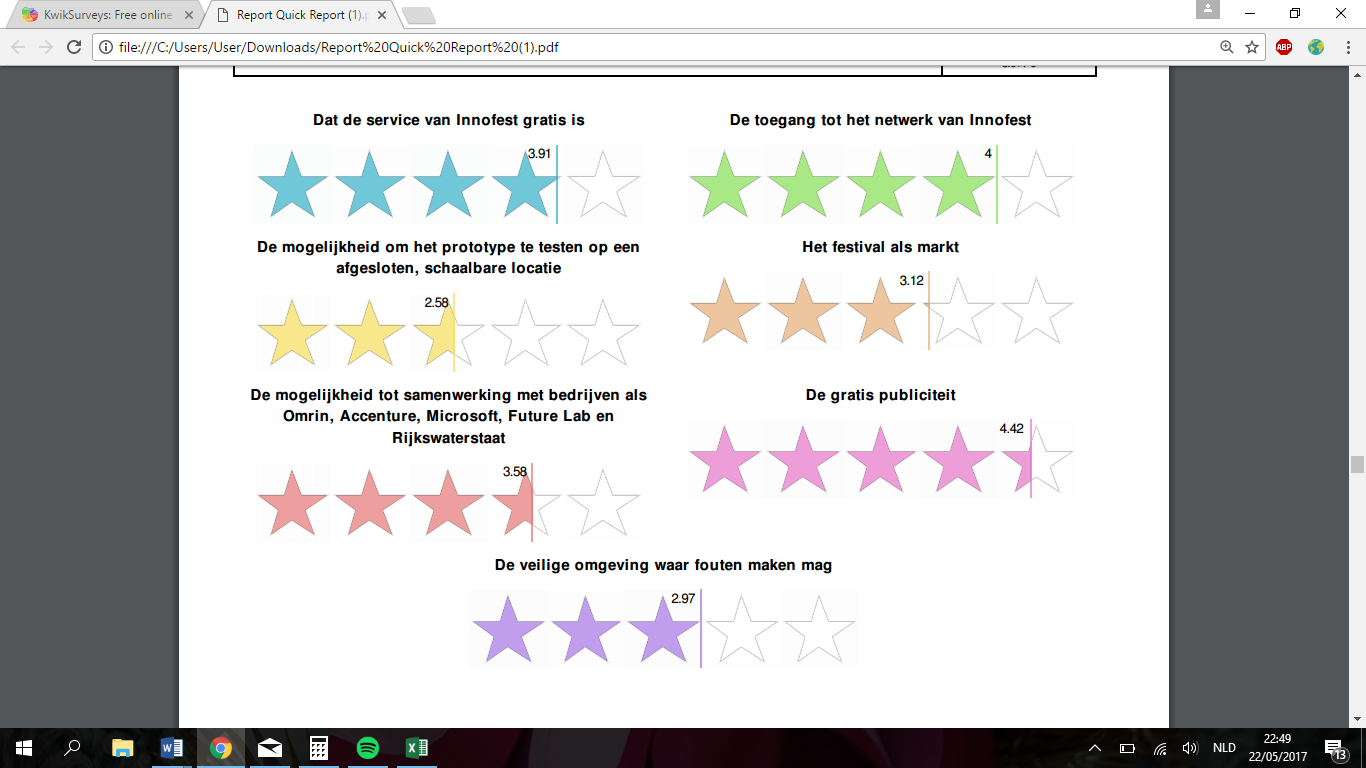 KwikSurveys: Free online
Report Quick Report (1).p
file:///C:/Users/User/Downloads/Report%20Quick%20Report%20(1).pdf
ABP
Dat de service van Innofest gratis is
3.91
De toegang tot het netwerk van Innofest
4
De mogelijkheid om het prototype te testen op een
afgesloten, schaalbare locatie
2.58
Het festival als markt
3.12
De mogelijkheid tot samenwerking met bedrijven als
Omrin, Accenture, Microsoft, Future Lab en
Rijkswaterstaat
3.58
De gratis publiciteit
4.42
De veilige omgeving waar fouten maken mag
2.97
NLD
22:49
22/05/2017
13